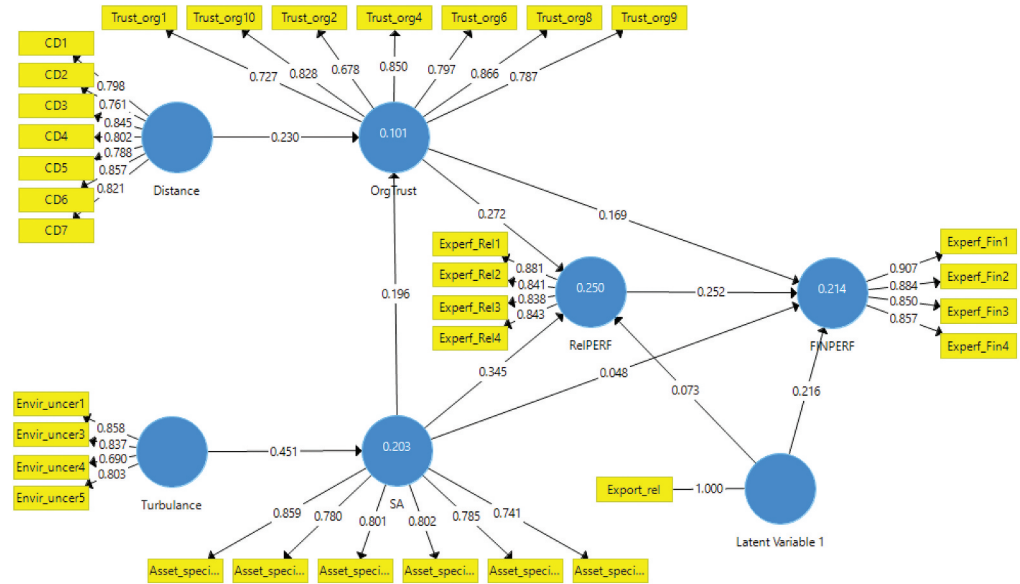 Trust_org1
Trust_org10
Trust_org2
Trust_org4
Trust_org6
Trust_org8
Trust_org9
0.727
0.828
0.678
0.850
0.797
0.866
0.787
CD1
CD2
CD3
CD4
CD5
CD6
CD7
0.798
0.761
0.845
0.802
0.788
0.857
0.821
Distance
0.230
0.101
OrgTrust
0.272
0.169
0.196
Experf_Rel1
Experf_Rel2
Experf_Rel3
Experf_Rel4
0.881
0.841
0.838
0.843
0.250
RelPERF
0.252
0.214
FINPERF
0.907
0.884
0.850
0.857
Experf_Fin1
Experf_Fin2
Experf_Fin3
Experf_Fin4
0.345
0.048
0.073
0.216
Envir_uncer1
Envir_uncer3
Envir_uncer4
Envir_uncer5
0.858
0.837
0.690
0.803
Turbulance
0.451
0.203
SA
0.859
0.780
0.801
0.802
0.785
0.741
Asset_speci...
Asset_speci...
Asset_speci...
Asset_speci...
Asset_speci...
Asset_speci...
Export_rel
1.000
Latent Variable 1